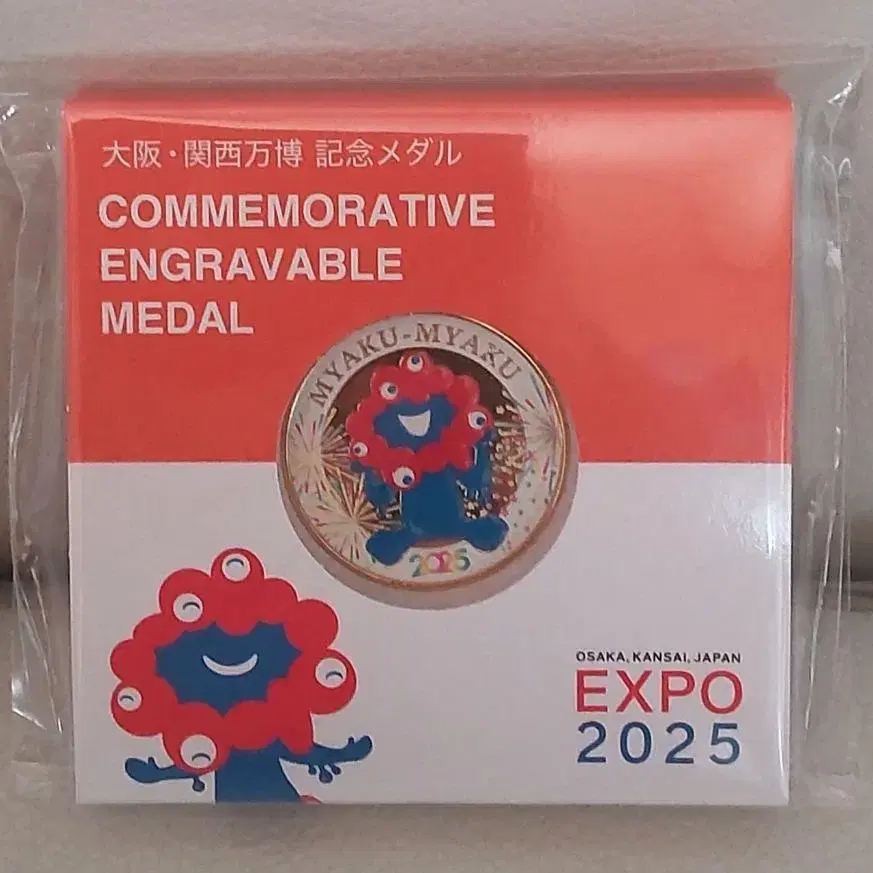 大阪・関西万博 記念メダル
COMMEMORATIVE
ENGRAVABLE
MEDAL
MYAKU-MYAKU
2025
OSAKA, KANSAI, JAPAN
EXPO
2025